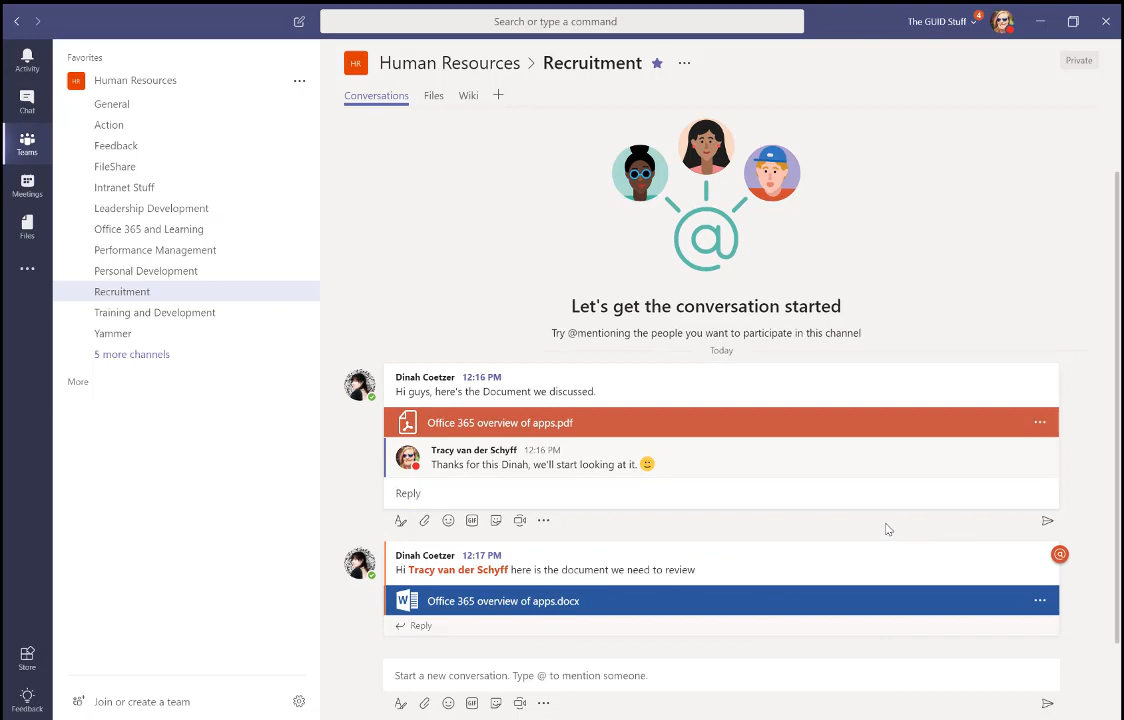 Search or type a command
The GUID Stuff
4
Activity
Chat
Teams
Meetings
Files
Store
Feedback
Favorites
HR Human Resources
General
Action
Feedback
FileShare
Intranet Stuff
Leadership Development
Office 365 and Learning
Performance Management
Personal Development
Recruitment
Training and Development
Yammer
5 more channels
More
Join or create a team
HR Human Resources > Recruitment
Private
Conversations Files Wiki
@
Let's get the conversation started
Try @mentioning the people you want to participate in this channel
Today
Dinah Coetzer 12:16 PM
Hi guys, here's the Document we discussed.
Office 365 overview of apps.pdf
Tracy van der Schyff 12:16 PM
Thanks for this Dinah, we'll start looking at it.
Reply
GIF
Dinah Coetzer 12:17 PM
@
Hi Tracy van der Schyff here is the document we need to review
W Office 365 overview of apps.docx
Reply
Start a new conversation. Type @ to mention someone.
GIF